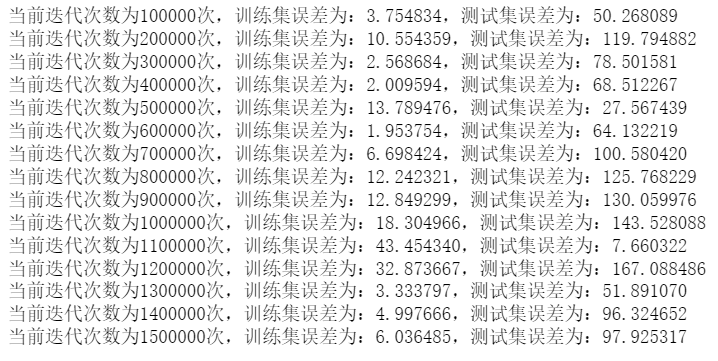 当前迭代次数为100000次，训练集误差为：3.754834，测试集误差为：50.268089
当前迭代次数为200000次，训练集误差为：10.554359，测试集误差为：119.794882
当前迭代次数为300000次，训练集误差为：2.568684，测试集误差为：78.501581
当前迭代次数为400000次，训练集误差为：2.009594，测试集误差为：68.512267
当前迭代次数为500000次，训练集误差为：13.789476，测试集误差为：27.567439
当前迭代次数为600000次，训练集误差为：1.953754，测试集误差为：64.132219
当前迭代次数为700000次，训练集误差为：6.698424，测试集误差为：100.580420
当前迭代次数为800000次，训练集误差为：12.242321，测试集误差为：125.768229
当前迭代次数为900000次，训练集误差为：12.849299，测试集误差为：130.059976
当前迭代次数为1000000次，训练集误差为：18.304966，测试集误差为：143.528088
当前迭代次数为1100000次，训练集误差为：43.454340，测试集误差为：7.660322
当前迭代次数为1200000次，训练集误差为：32.873667，测试集误差为：167.088486
当前迭代次数为1300000次，训练集误差为：3.333797，测试集误差为：51.891070
当前迭代次数为1400000次，训练集误差为：4.997666，测试集误差为：96.324652
当前迭代次数为1500000次，训练集误差为：6.036485，测试集误差为：97.925317